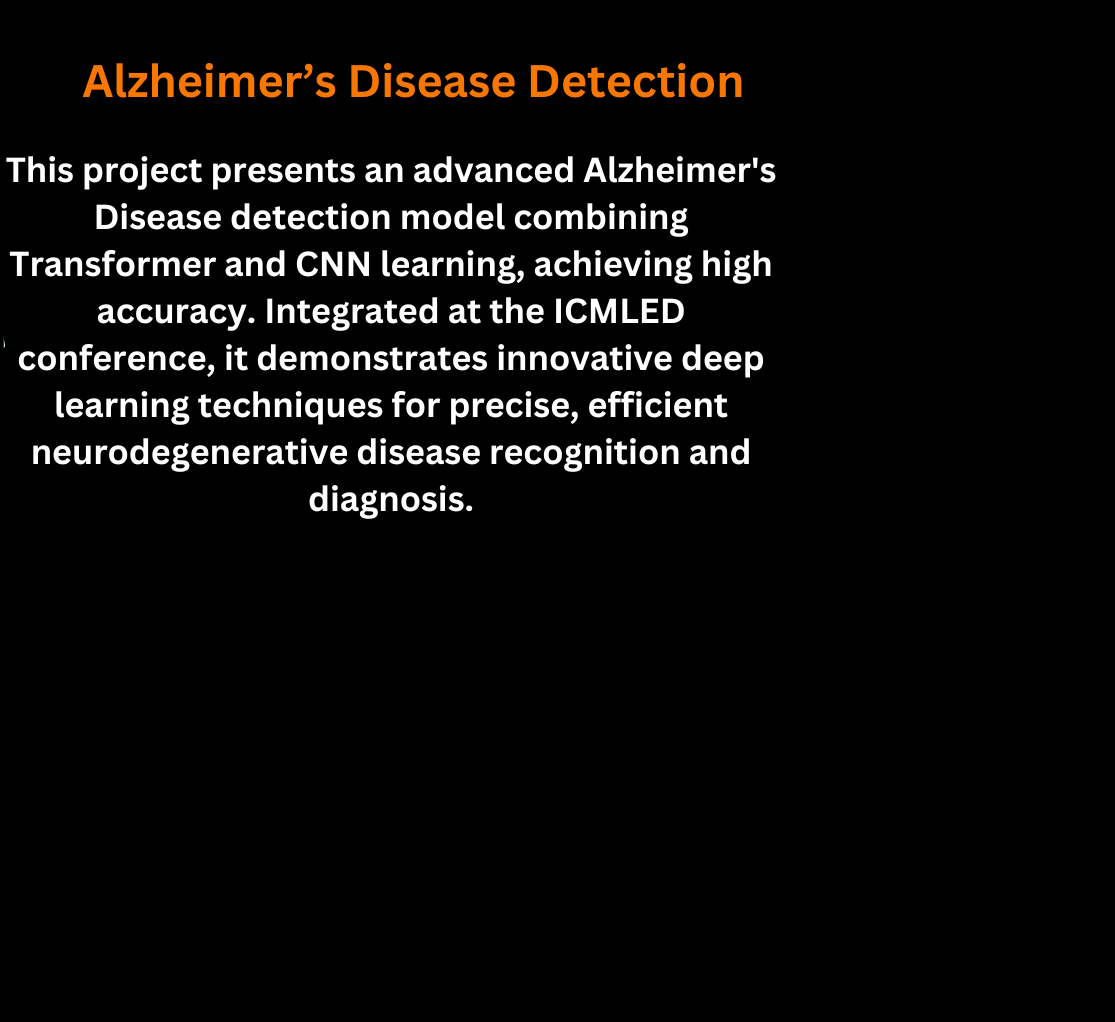 Alzheimer’s Disease Detection
This project presents an advanced Alzheimer's
Disease detection model combining
Transformer and CNN learning, achieving high
accuracy. Integrated at the ICMLED
conference, it demonstrates innovative deep
learning techniques for precise, efficient
neurodegenerative disease recognition and
diagnosis.